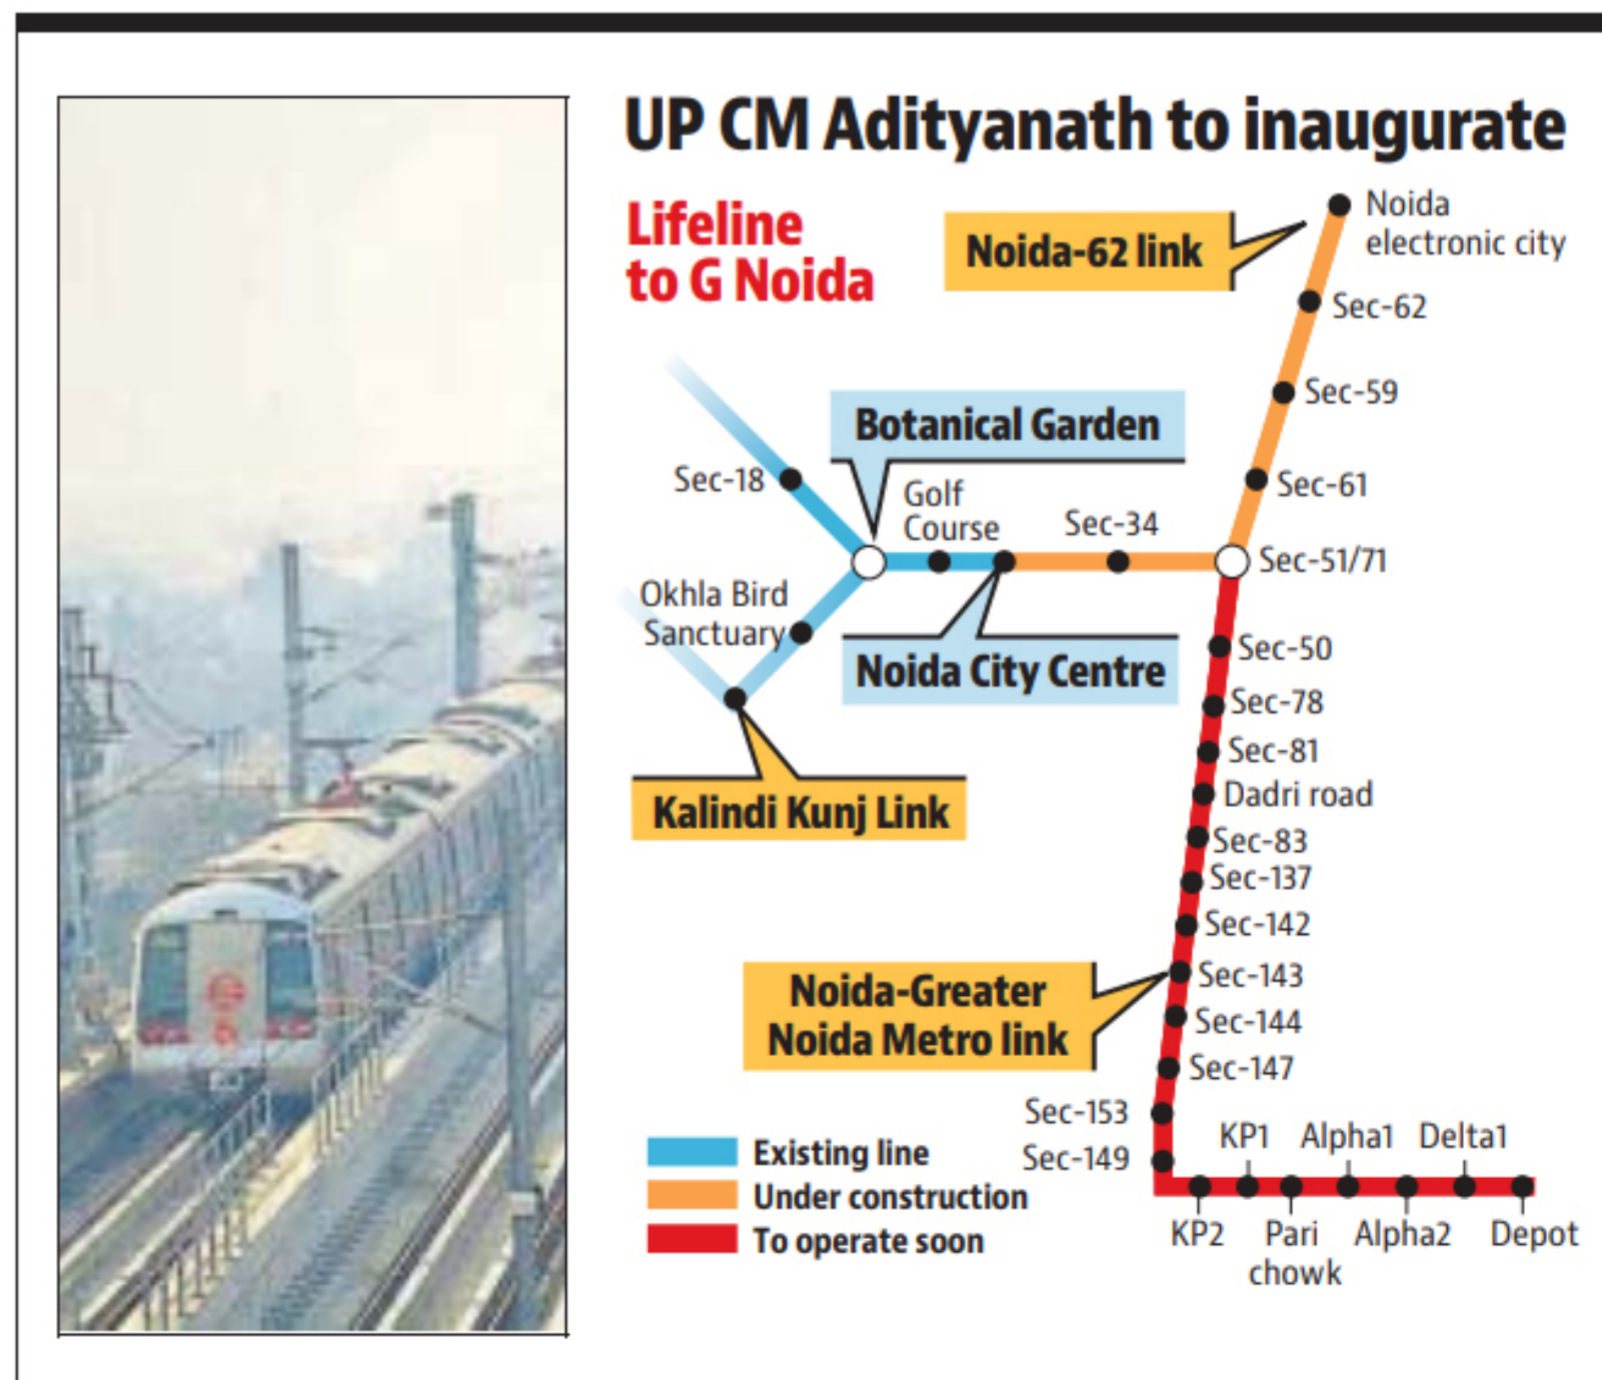 UP CM Adityanath to inaugurate
Lifeline
to G Noida
Noida-62 link
Noida
electronic city
Sec-62
Sec-59
Sec-61
Botanical Garden
Sec-18
Golf
Course
Sec-34
Sec-51/71
Okhla Bird
Sanctuary
Noida City Centre
Kalindi Kunj Link
Sec-50
Sec-78
Sec-81
Dadri road
Sec-83
Sec-137
Sec-142
Noida-Greater
Noida Metro link
Sec-143
Sec-144
Sec-147
Sec-153
Sec-149
KP1 Alpha1 Delta1
KP2 Pari Alpha2 Depot
chowk
Existing line
Under construction
To operate soon